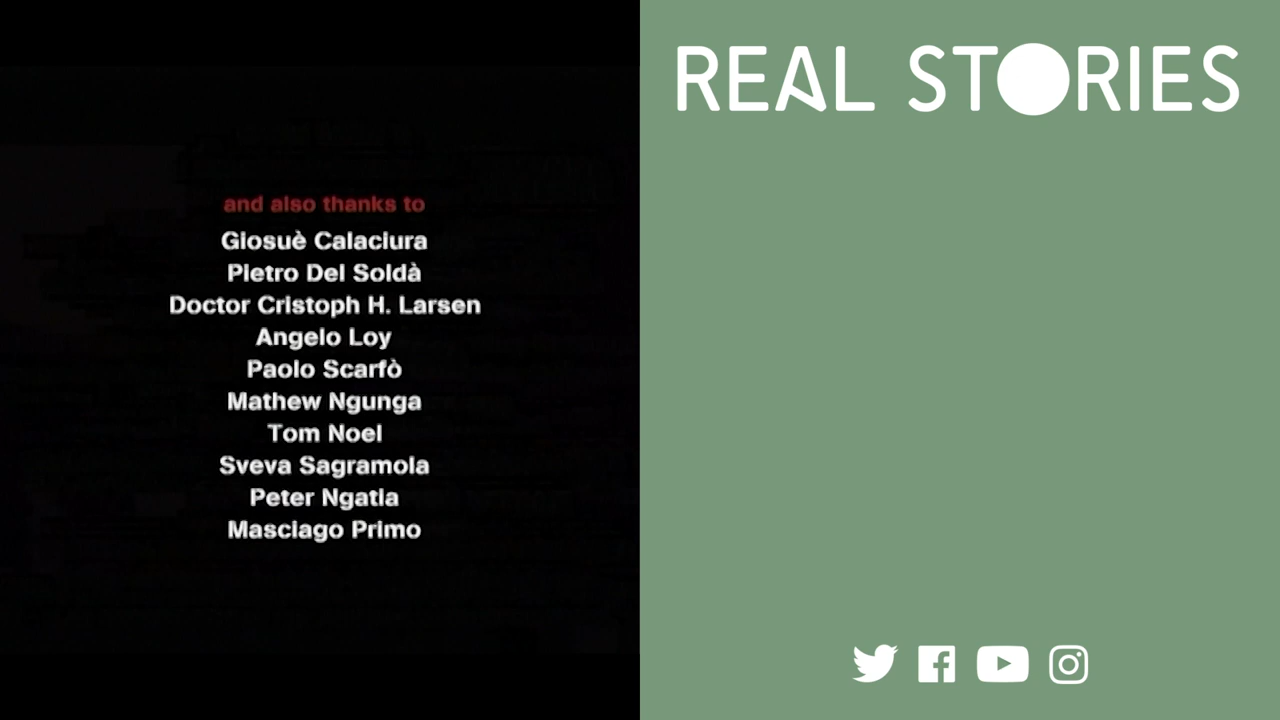 and also thanks to
Giosuè Calaciura
Pietro Del Soldà
Doctor Cristoph H. Larsen
Angelo Loy
Paolo Scarfò
Mathew Ngunga
Tom Noel
Sveva Sagramola
Peter Ngatia
Masciago Primo
REAL STORIES